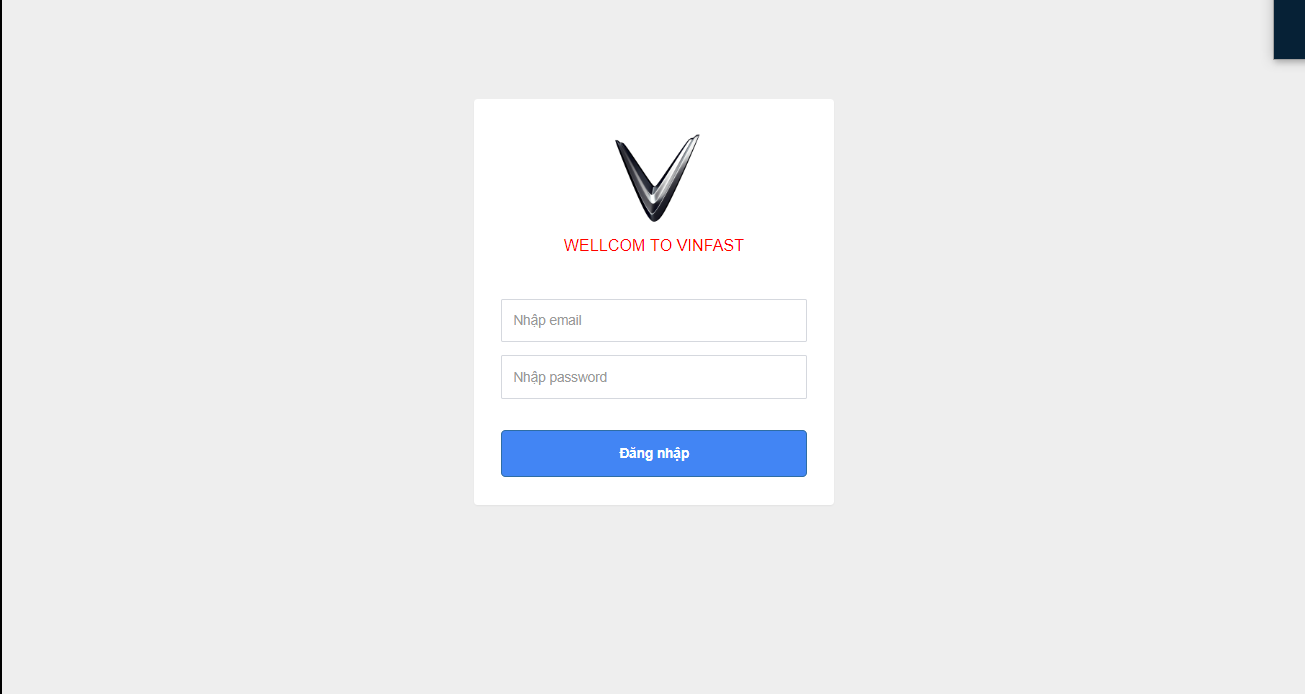 WELLCOM TO VINFAST
Nhập email
Nhập password
Đăng nhập